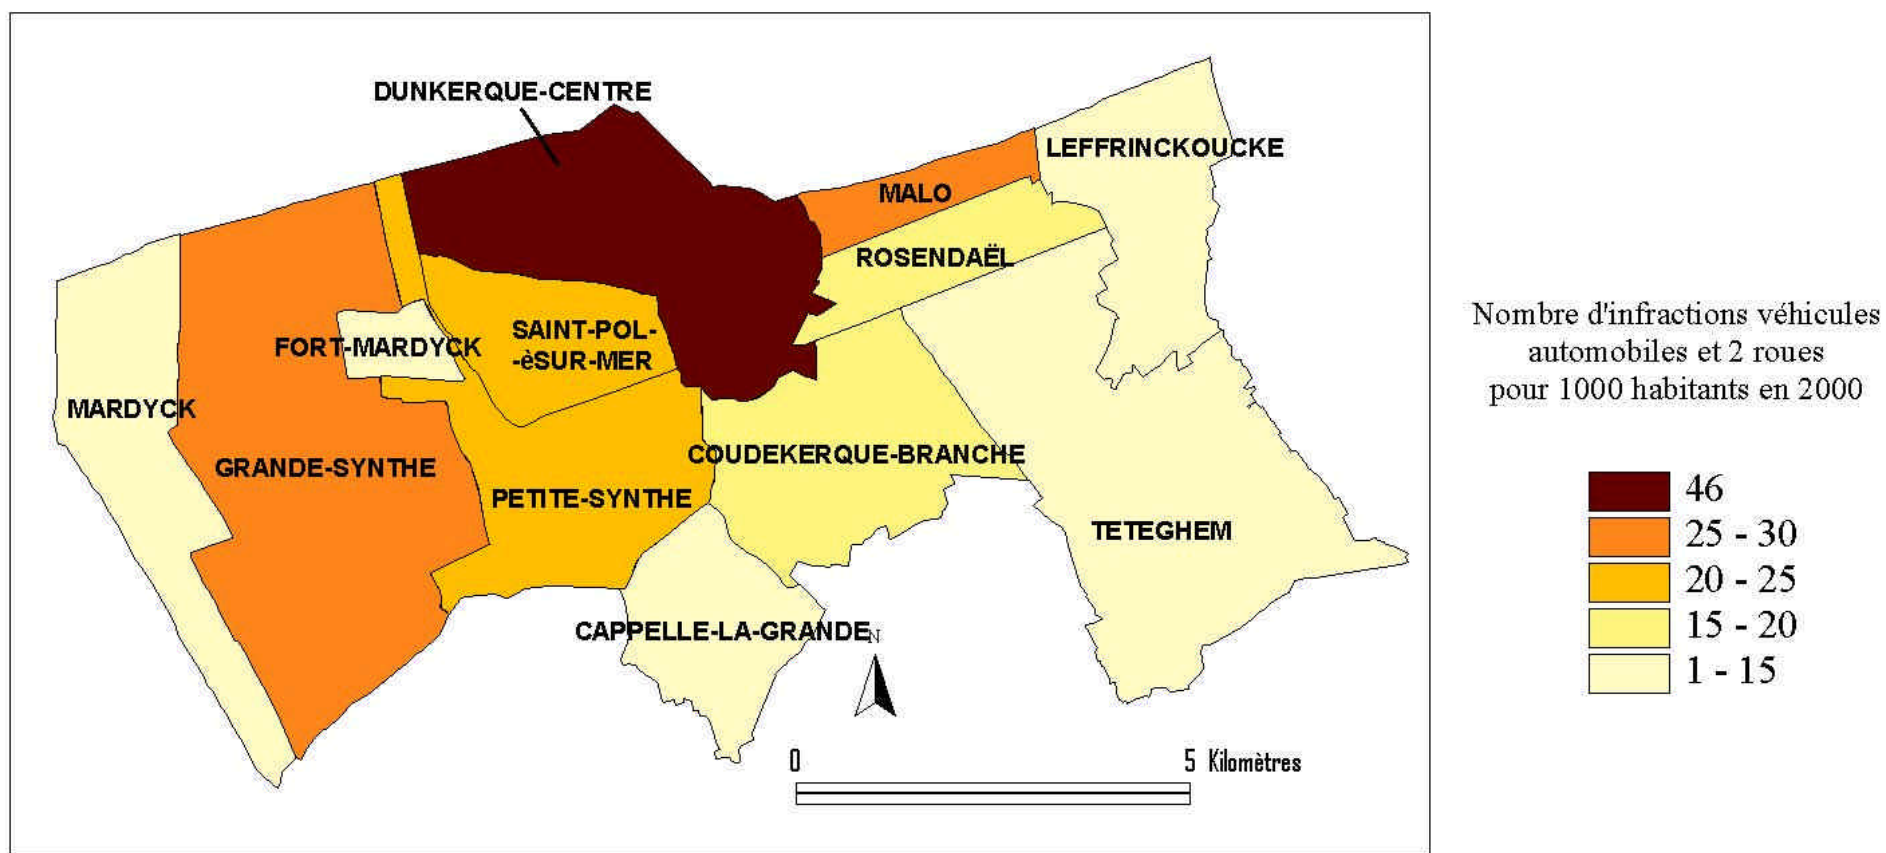 DUNKERQUE-CENTRE
LEFFRINCKOUCKE
MALO
ROSENDAËL
SAINT-POL-
-èSUR-MER
FORT-MARDYCK
MARDYCK
GRANDE-SYNTHE
COUDEKERQUE-BRANCHE
PETITE-SYNTHE
TETEGHEM
CAPPELLE-LA-GRANDE
N
0 5 Kilomètres
Nombre d'infractions véhicules
automobiles et 2 roues
pour 1000 habitants en 2000
46
25 - 30
20 - 25
15 - 20
1 - 15